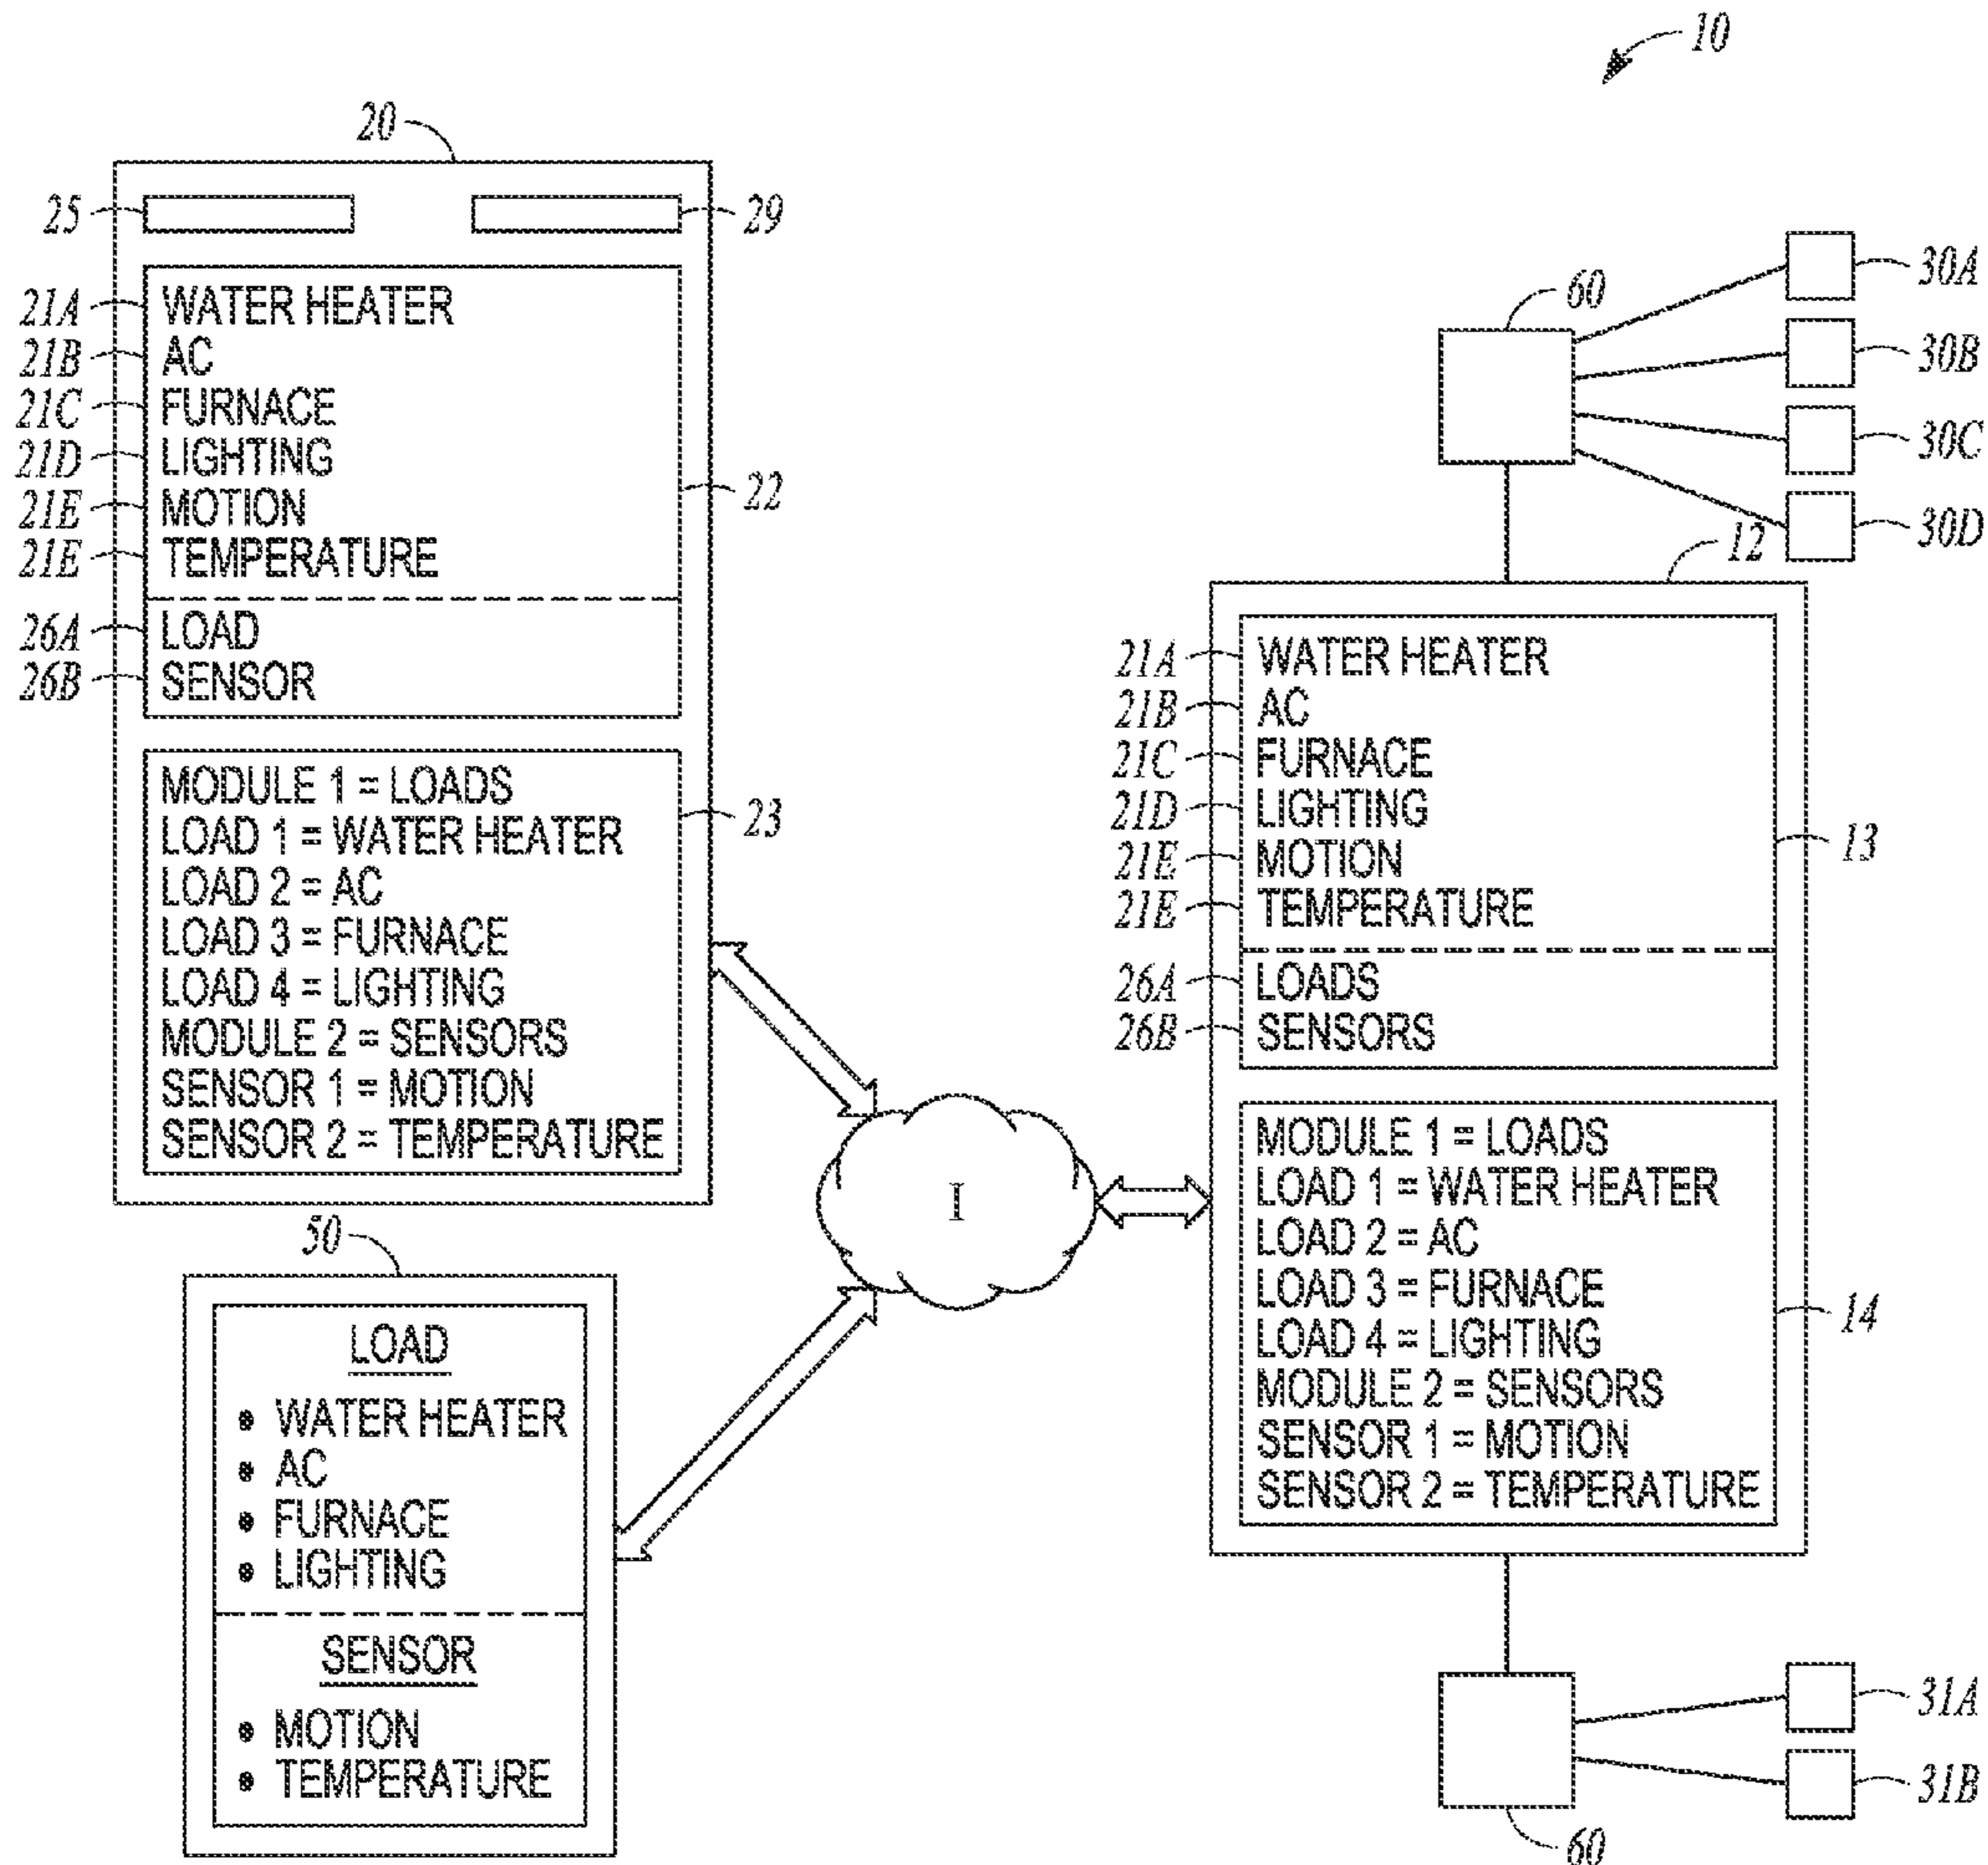 10
20
25
29
21A WATER HEATER
21B AC
21C FURNACE
21D LIGHTING
21E MOTION
21E TEMPERATURE
22
26A LOAD
26B SENSOR
MODULE 1 = LOADS
LOAD 1 = WATER HEATER
LOAD 2 = AC
LOAD 3 = FURNACE
LOAD 4 = LIGHTING
MODULE 2 = SENSORS
SENSOR 1 = MOTION
SENSOR 2 = TEMPERATURE
23
50
LOAD
• WATER HEATER
• AC
• FURNACE
• LIGHTING
SENSOR
• MOTION
• TEMPERATURE
I
60
30A
30B
30C
30D
12
21A WATER HEATER
21B AC
21C FURNACE
21D LIGHTING
21E MOTION
21E TEMPERATURE
13
26A LOADS
26B SENSORS
MODULE 1 = LOADS
LOAD 1 = WATER HEATER
LOAD 2 = AC
LOAD 3 = FURNACE
LOAD 4 = LIGHTING
MODULE 2 = SENSORS
SENSOR 1 = MOTION
SENSOR 2 = TEMPERATURE
14
31A
31B
60